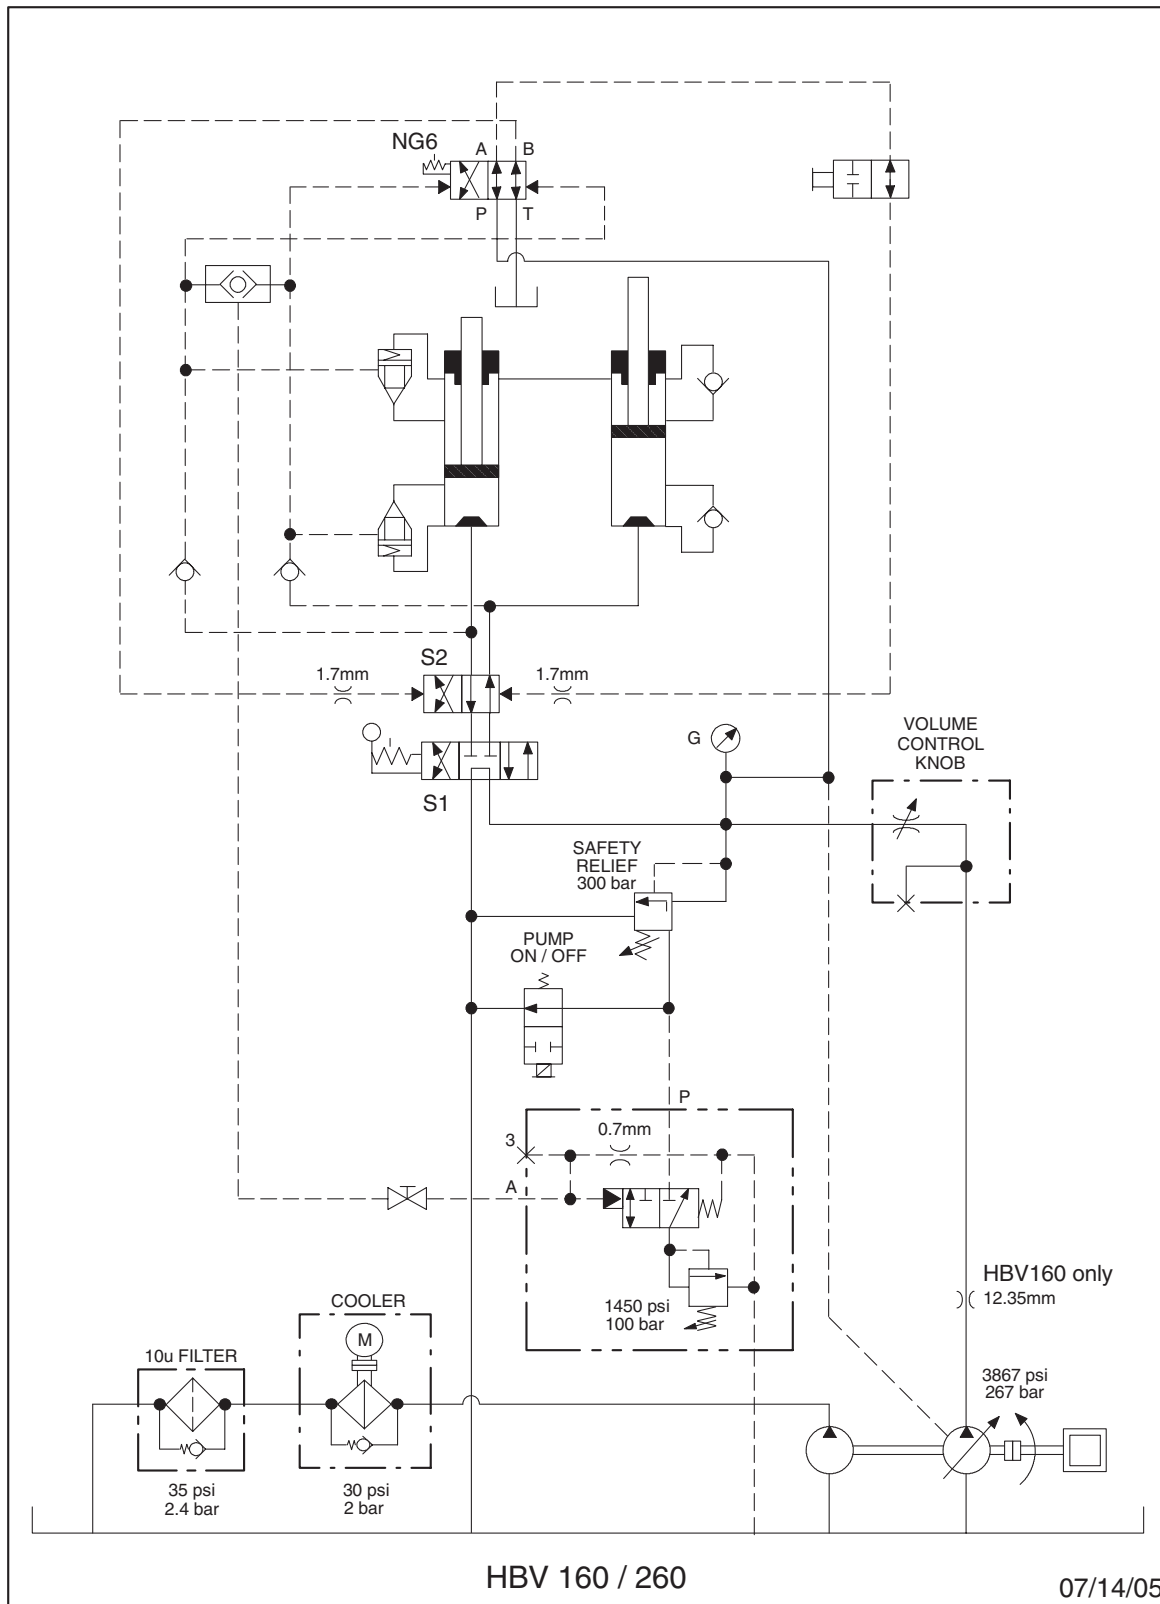 NG6
A
B
P
T
S2
1.7mm
1.7mm
S1
G
VOLUME
CONTROL
KNOB
SAFETY
RELIEF
300 bar
PUMP
ON / OFF
P
3
0.7mm
A
1450 psi
100 bar
HBV160 only
12.35mm
COOLER
M
10u FILTER
3867 psi
267 bar
35 psi
2.4 bar
30 psi
2 bar
HBV 160 / 260
07/14/05